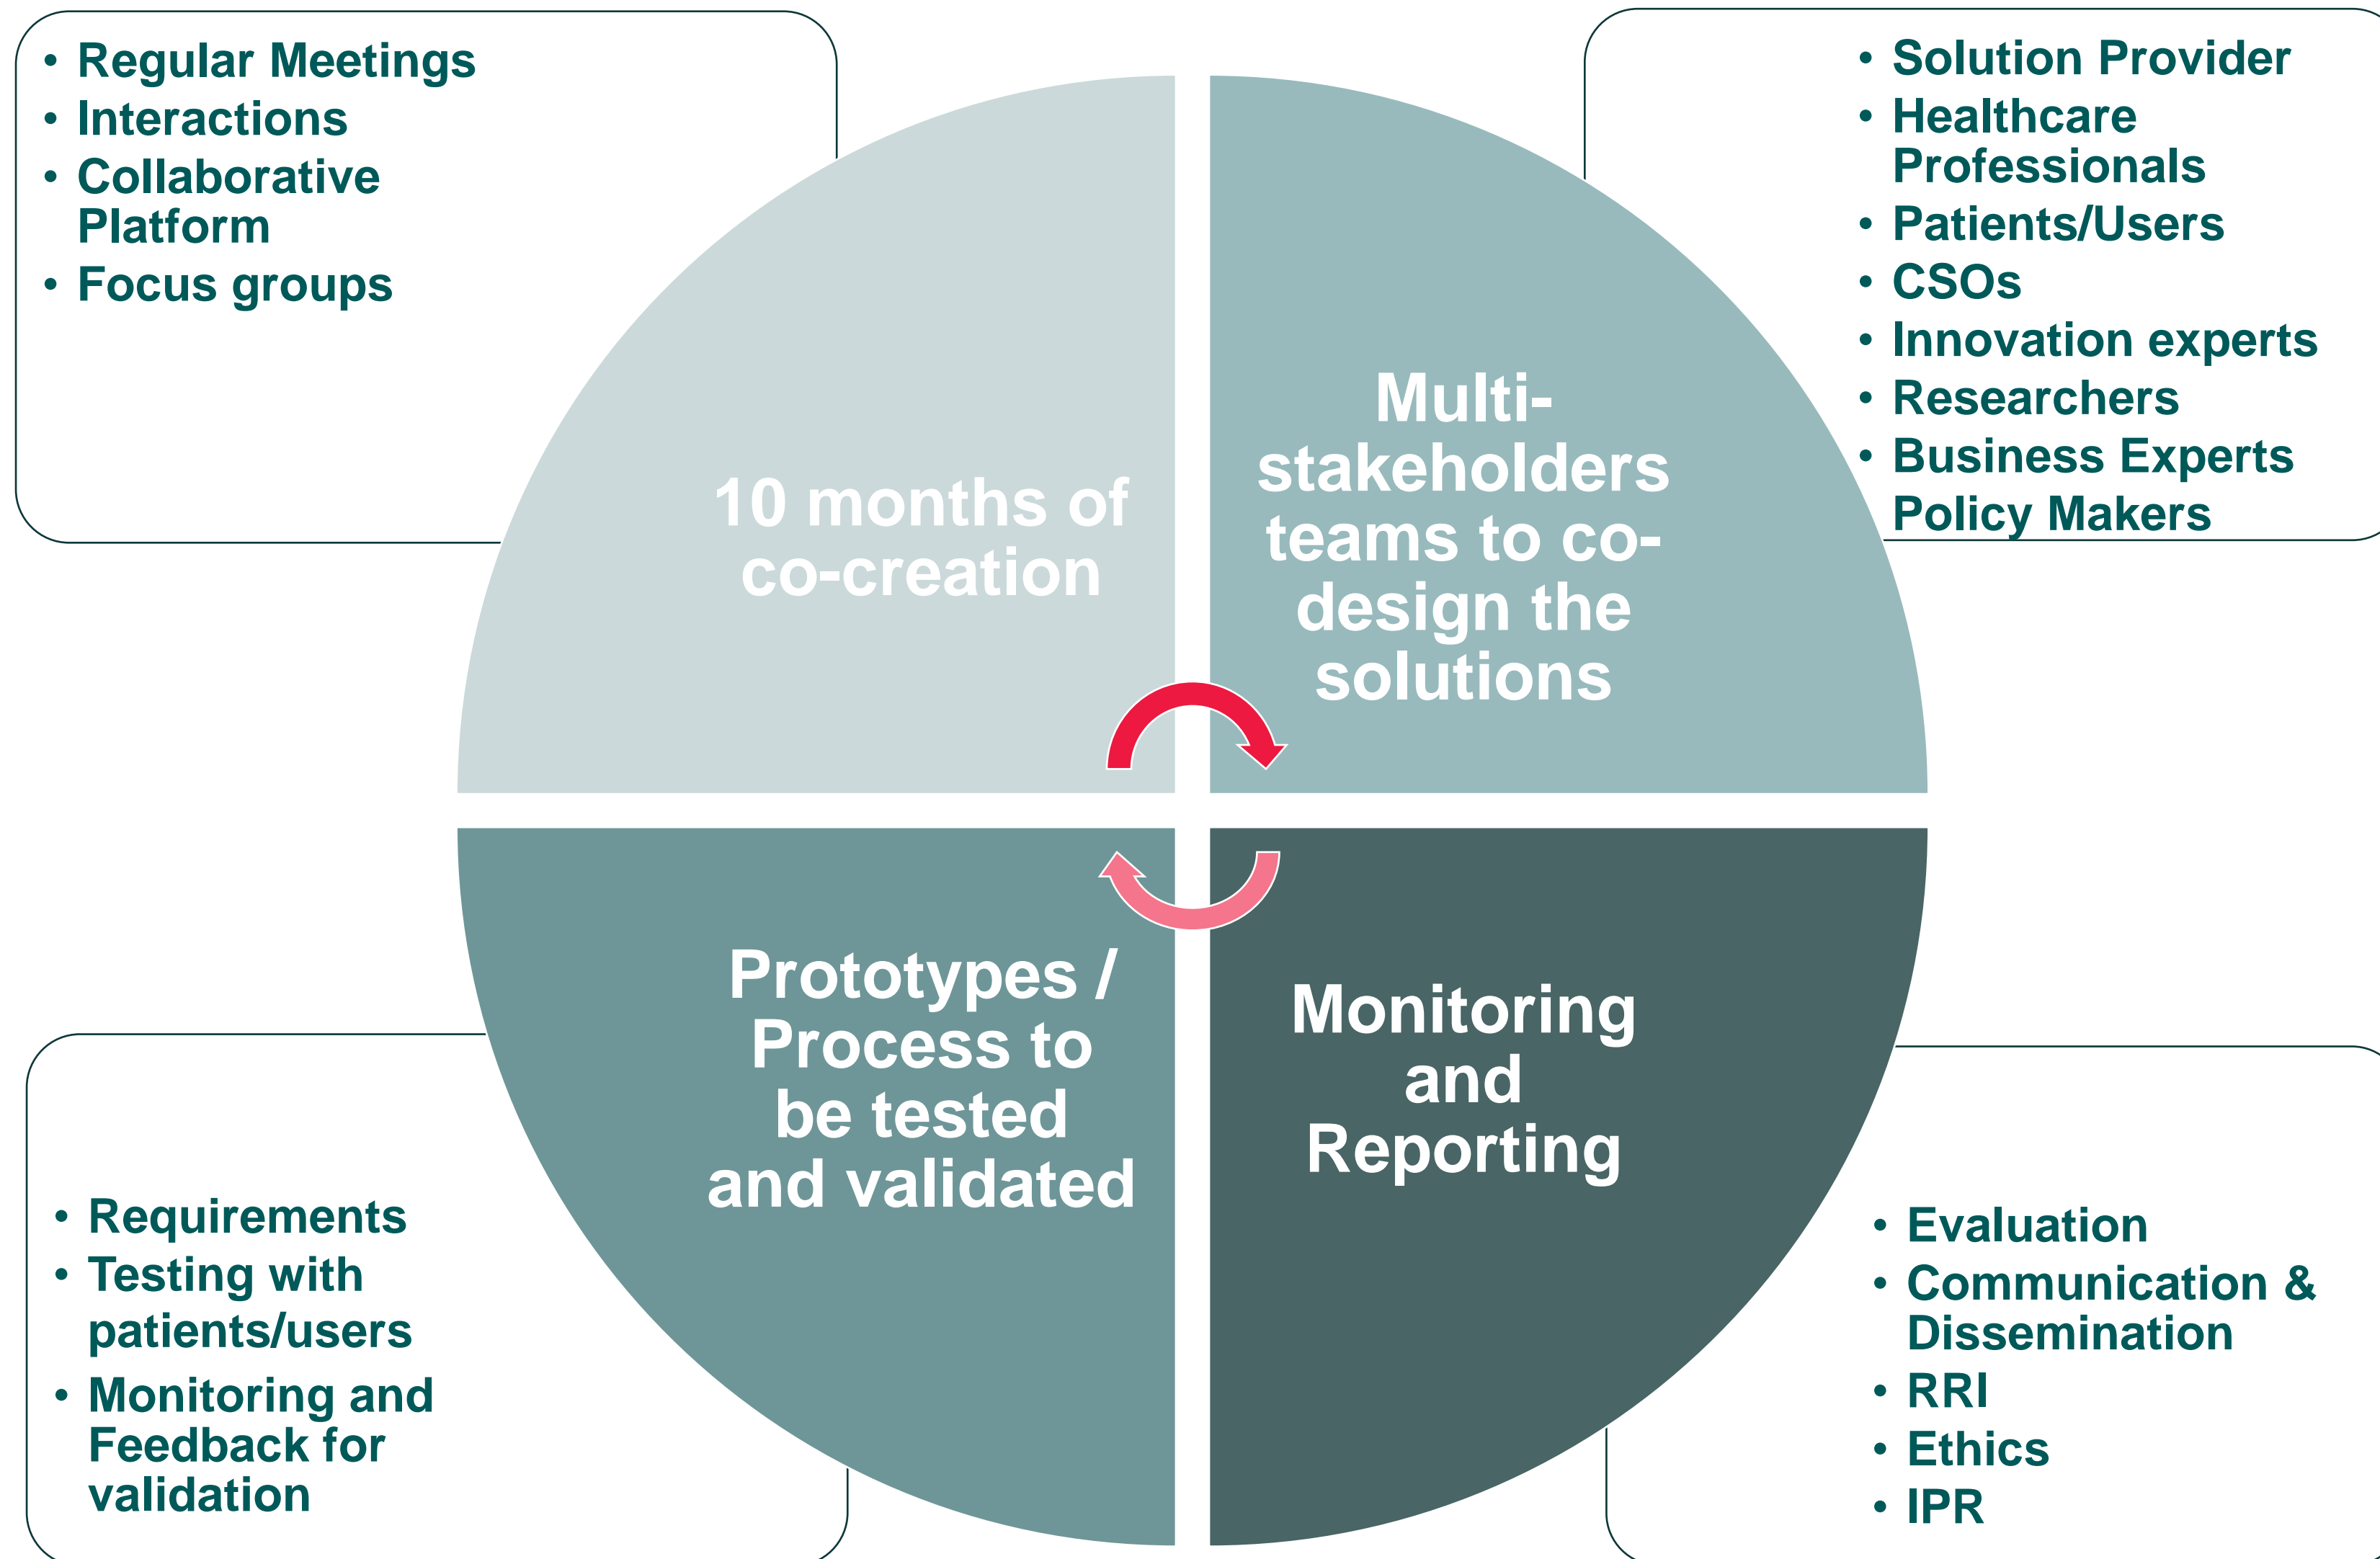 • Regular Meetings
• Interactions
• Collaborative
Platform
• Focus groups
• Solution Provider
• Healthcare
Professionals
• Patients/Users
• CSOs
• Innovation experts
• Researchers
• Business Experts
Policy Makers
10 months of
co-creation
Multi-
stakeholders
teams to co-
design the
solutions
Prototypes /
Process to
be tested
and validated
Monitoring
and
Reporting
• Requirements
• Testing with
patients/users
• Monitoring and
Feedback for
validation
• Evaluation
• Communication &
Dissemination
• RRI
• Ethics
• IPR